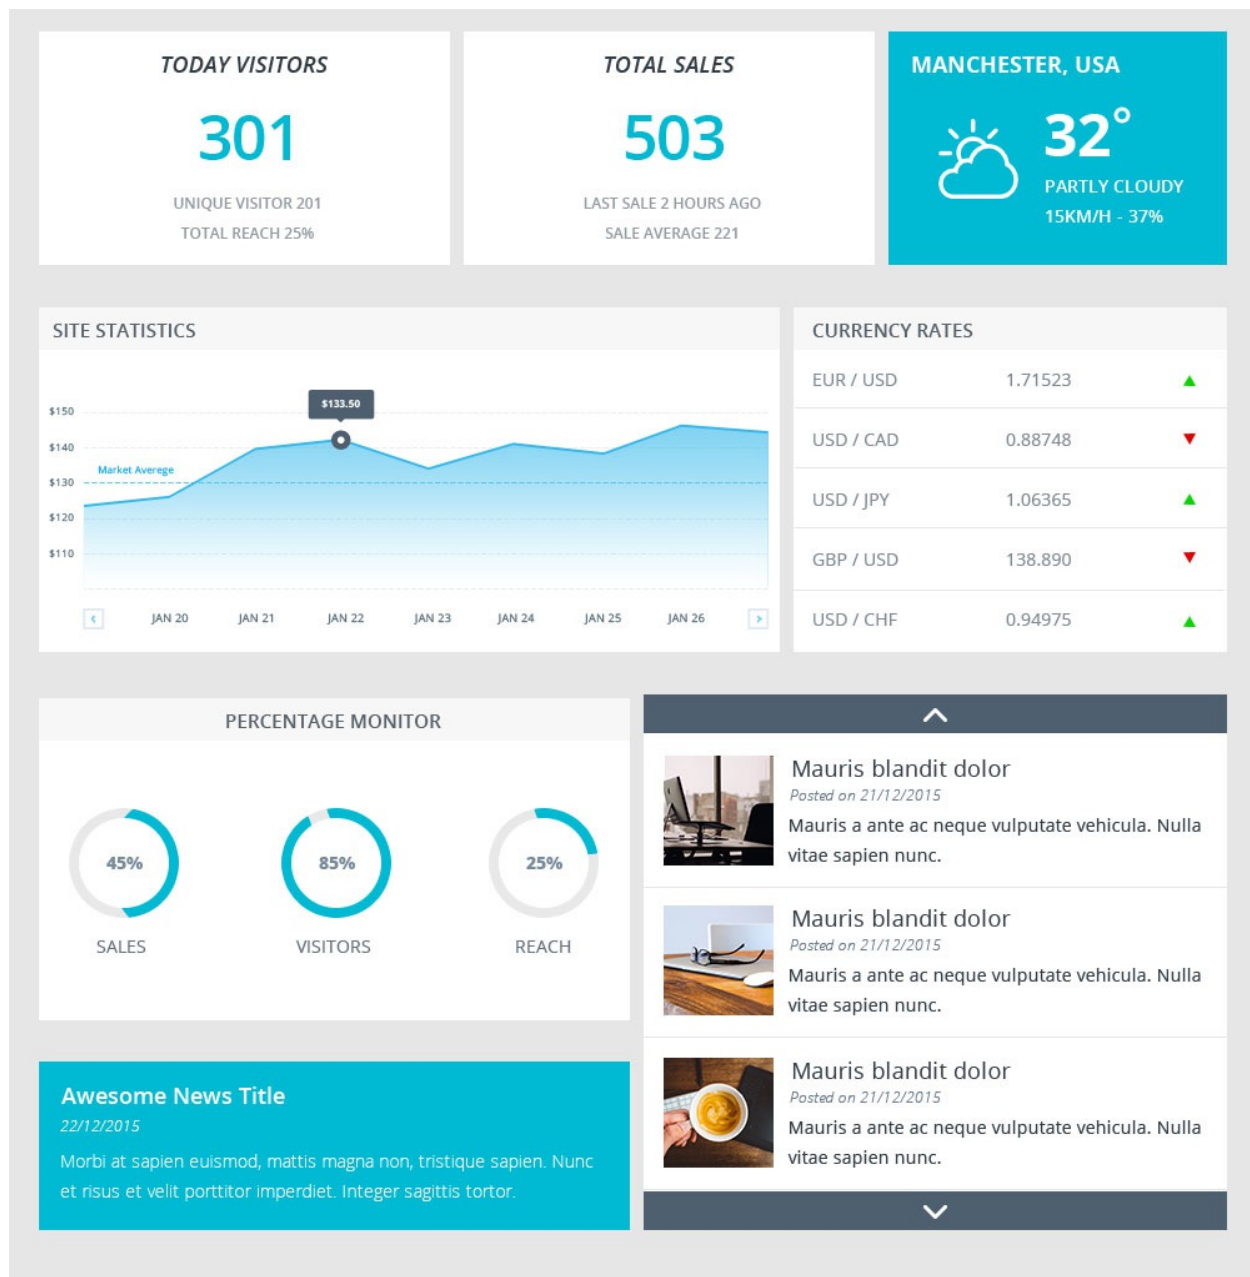 TODAY VISITORS
301
UNIQUE VISITOR 201
TOTAL REACH 25%
TOTAL SALES
503
LAST SALE 2 HOURS AGO
SALE AVERAGE 221
MANCHESTER, USA
32°
PARTLY CLOUDY
15KM/H - 37%
SITE STATISTICS
$133.50
$150
$140
Market Averege
$130
$120
$110
JAN 20 JAN 21 JAN 22 JAN 23 JAN 24 JAN 25 JAN 26
CURRENCY RATES
EUR / USD 1.71523
USD / CAD 0.88748
USD / JPY 1.06365
GBP / USD 138.890
USD / CHF 0.94975
PERCENTAGE MONITOR
45% 85% 25%
SALES VISITORS REACH
Awesome News Title
22/12/2015
Morbi at sapien euismod, mattis magna non, tristique sapien. Nunc
et risus et velit porttitor imperdiet. Integer sagittis tortor.
Mauris blandit dolor
Posted on 21/12/2015
Mauris a ante ac neque vulputate vehicula. Nulla
vitae sapien nunc.
Mauris blandit dolor
Posted on 21/12/2015
Mauris a ante ac neque vulputate vehicula. Nulla
vitae sapien nunc.
Mauris blandit dolor
Posted on 21/12/2015
Mauris a ante ac neque vulputate vehicula. Nulla
vitae sapien nunc.